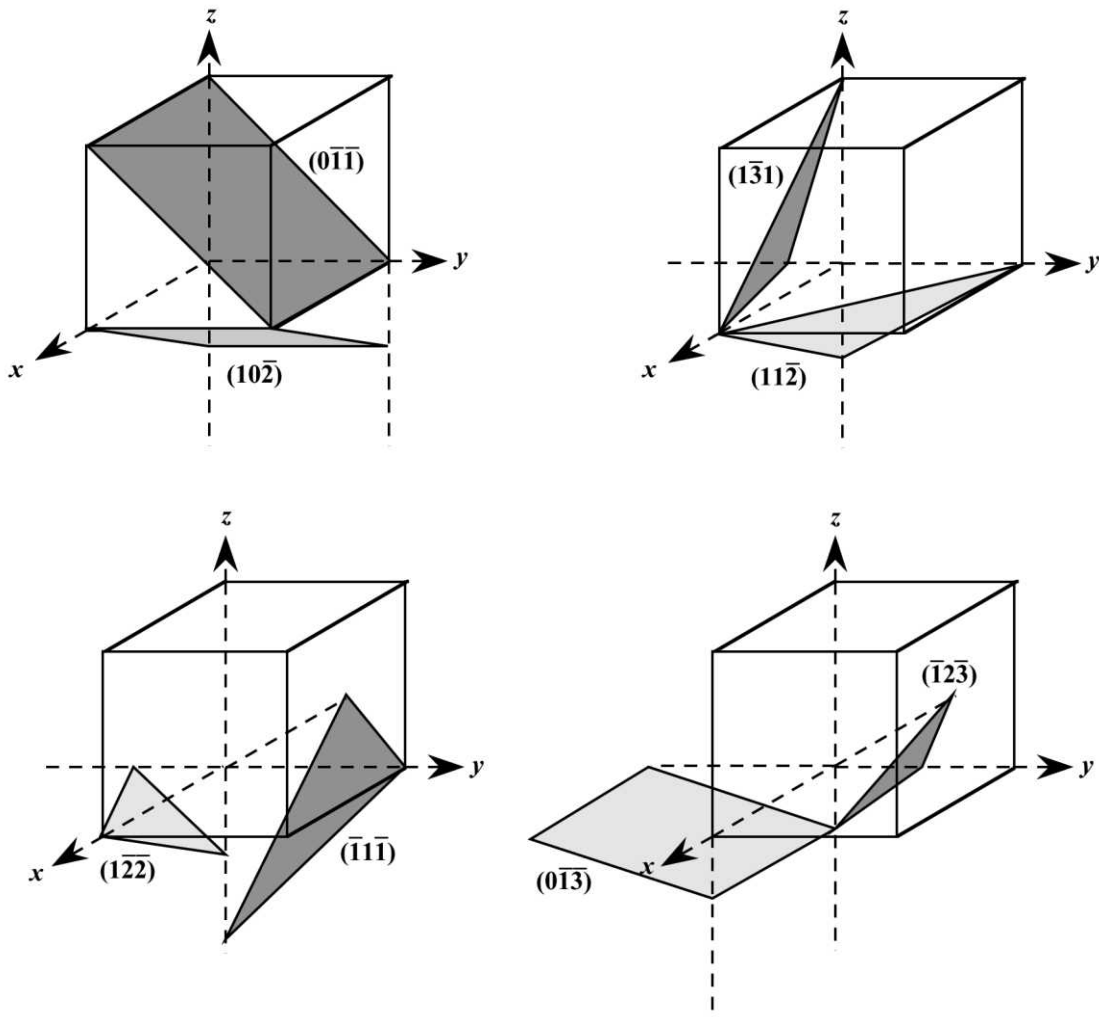 z
(01̅1̅)
y
x
(102̅)
z
(13̅1)
y
x
(112̅)
z
y
x
(12̅2̅)
(1̅11̅)
z
(1̅23̅)
y
x
(01̅3̅)